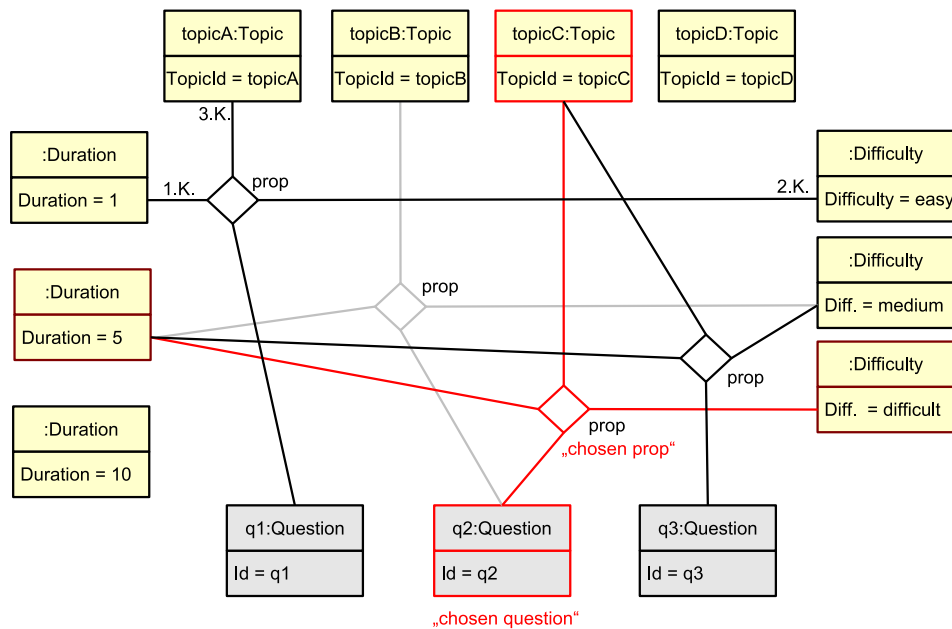 topicA:Topic
TopicId = topicA
topicB:Topic
TopicId = topicB
topicC:Topic
TopicId = topicC
topicD:Topic
TopicId = topicD
3.K.
:Duration
Duration = 1
1.K.
prop
2.K.
:Difficulty
Difficulty = easy
:Duration
Duration = 5
prop
:Difficulty
Diff. = medium
prop
:Difficulty
Diff. = difficult
prop
„chosen prop“
:Duration
Duration = 10
q1:Question
Id = q1
q2:Question
Id = q2
q3:Question
Id = q3
„chosen question“